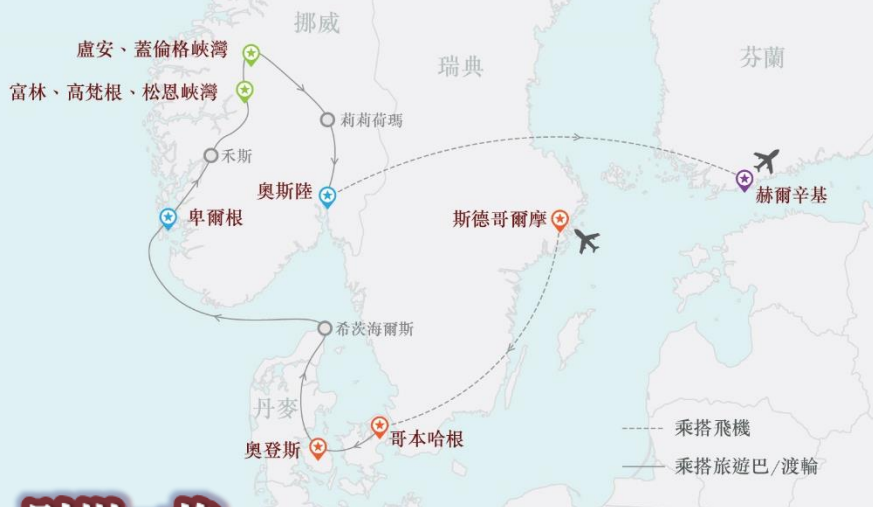 挪威
瑞典
芬蘭
盧安、蓋倫格峽灣
富林、高梵根、松恩峽灣
莉莉荷瑪
禾斯
奧斯陸
赫爾辛基
卑爾根
斯德哥爾摩
希茨海爾斯
丹麥
奧登斯
哥本哈根
乘搭飛機
乘搭旅遊巴/渡輪